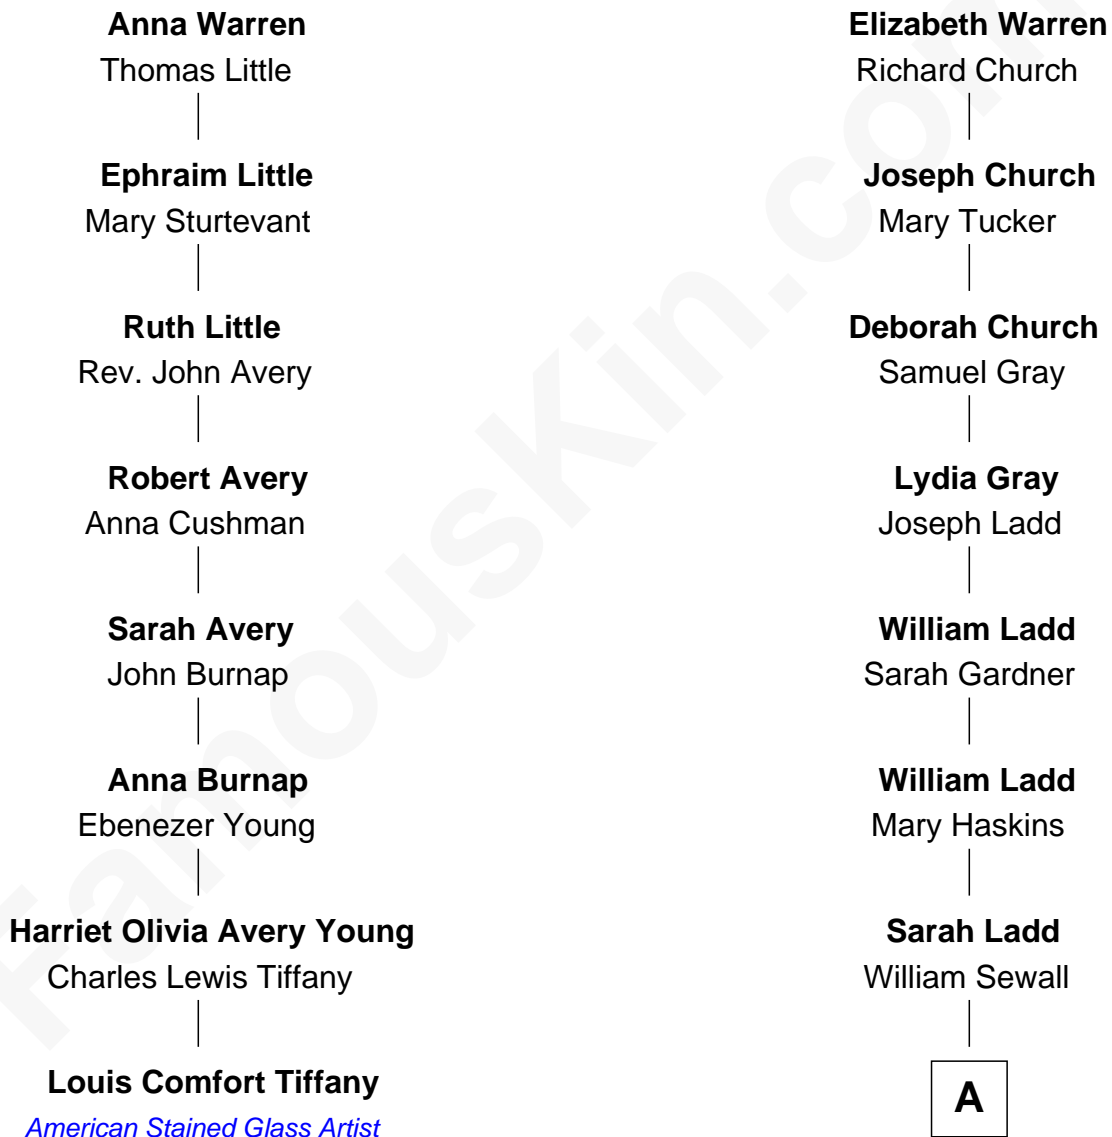 Anna Warren
Thomas Little
Ephraim Little
Mary Sturtevant
Ruth Little
Rev. John Avery
Robert Avery
Anna Cushman
Sarah Avery
John Burnap
Anna Burnap
Ebenezer Young
Harriet Olivia Avery Young
Charles Lewis Tiffany
Louis Comfort Tiffany
American Stained Glass Artist
Elizabeth Warren
Richard Church
Joseph Church
Mary Tucker
Deborah Church
Samuel Gray
Lydia Gray
Joseph Ladd
William Ladd
Sarah Gardner
William Ladd
Mary Haskins
Sarah Ladd
William Sewall
A
FamousKin.com